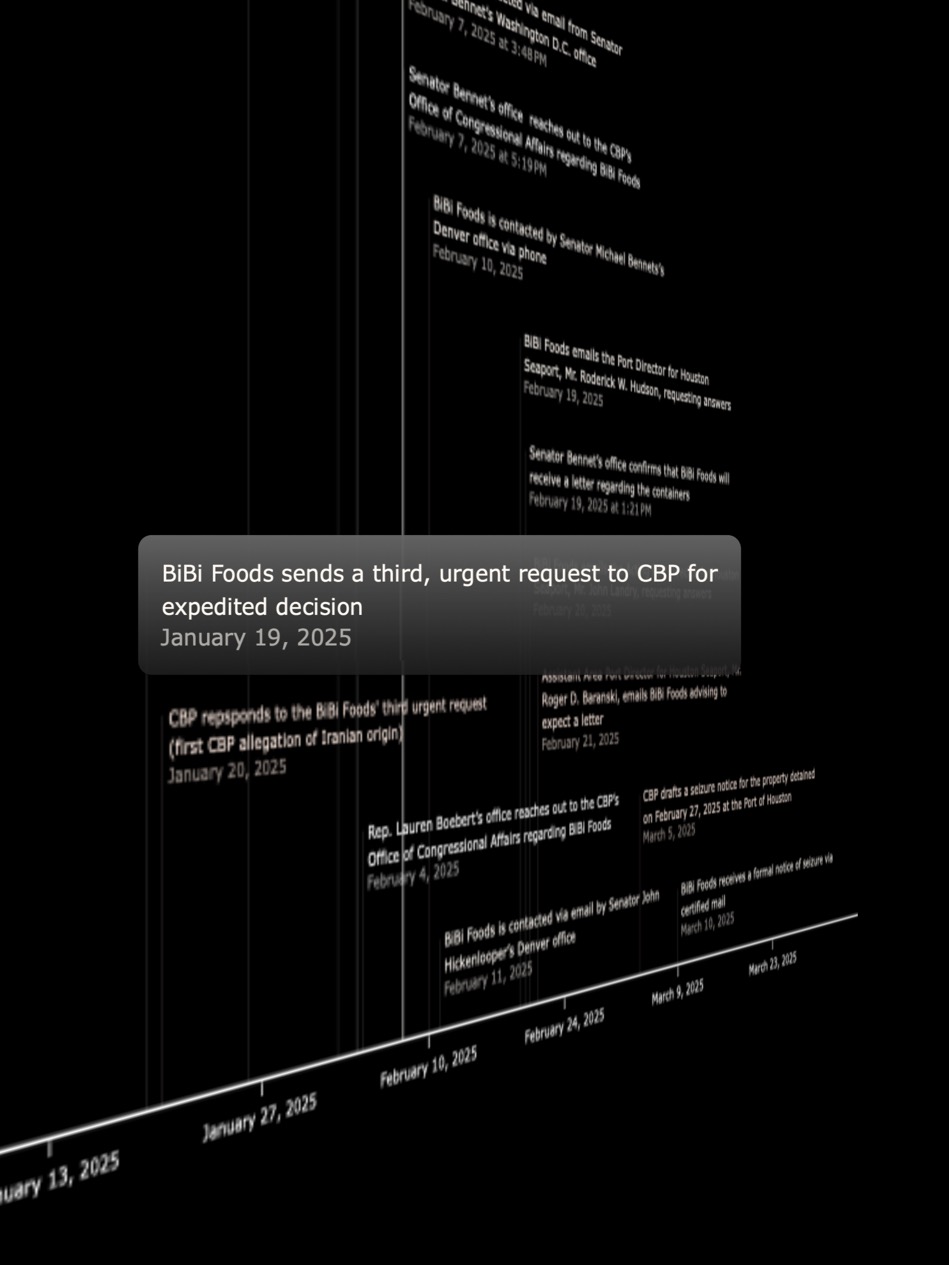 cted via email from Senator
Bennet's Washington D.C. office
February 7, 2025 at 3:48PM
Senator Bennet's office reaches out to the CBP's
Office of Congressional Affairs regarding BiBi Foods
February 7, 2025 at 5:19PM
BiBi Foods is contacted by Senator Michael Bennets's
Denver office via phone
February 10, 2025
BiBi Foods emails the Port Director for Houston
Seaport, Mr. Roderick W. Hudson, requesting answers
February 19, 2025
Senator Bennet's office confirms that BiBi Foods will
receive a letter regarding the containers
February 19, 2025 at 1:21PM
BiBi Foods sends a third, urgent request to CBP for
expedited decision
January 19, 2025
Seaport, Mr. John Landry, requesting answers
Assistant Area Port Director for Houston Seaport, Mr.
Roger D. Baranski, emails BiBi Foods advising to
expect a letter
February 21, 2025
CBP repsponds to the BiBi Foods' third urgent request
(first CBP allegation of Iranian origin)
January 20, 2025
CBP drafts a seizure notice for the property detained
on February 27, 2025 at the Port of Houston
March 5, 2025
Rep. Lauren Boebert's office reaches out to the CBP's
Office of Congressional Affairs regarding BiBi Foods
February 4, 2025
BiBi Foods receives a formal notice of seizure via
certified mail
March 10, 2025
BiBi Foods is contacted via email by Senator John
Hickenlooper's Denver office
February 11, 2025
uary 13, 2025
January 27, 2025
February 10, 2025
February 24, 2025
March 9, 2025
March 23, 2025